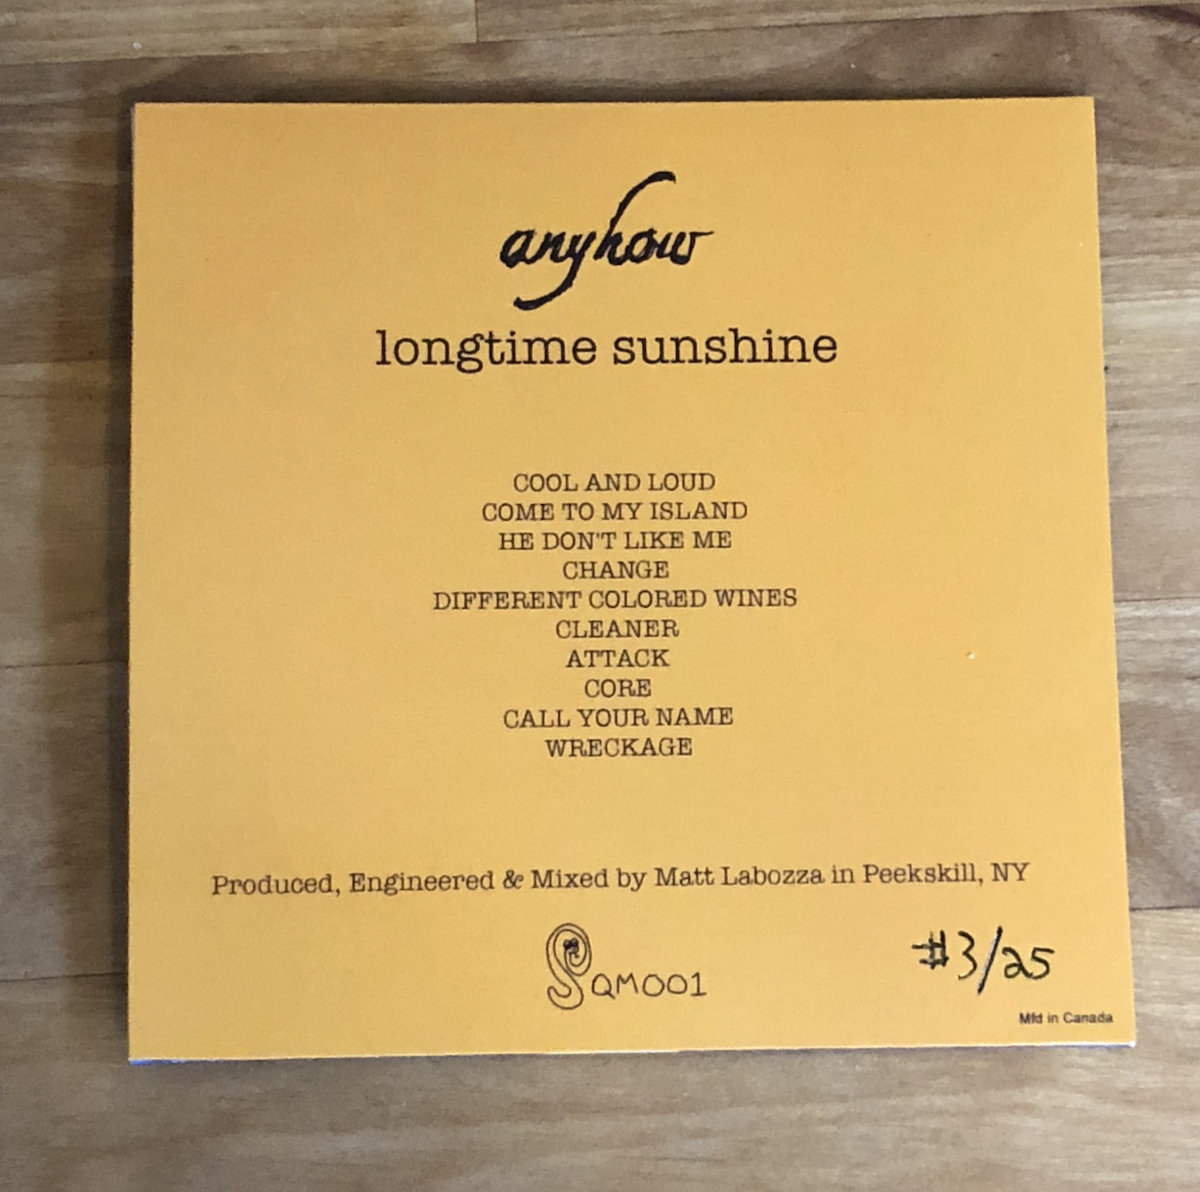 anyhow
longtime sunshine
COOL AND LOUD
COME TO MY ISLAND
HE DON'T LIKE ME
CHANGE
DIFFERENT COLORED WINES
CLEANER
ATTACK
CORE
CALL YOUR NAME
WRECKAGE
Produced, Engineered & Mixed by Matt Labozza in Peekskill, NY
SQM001
#3/25
Mfd in Canada